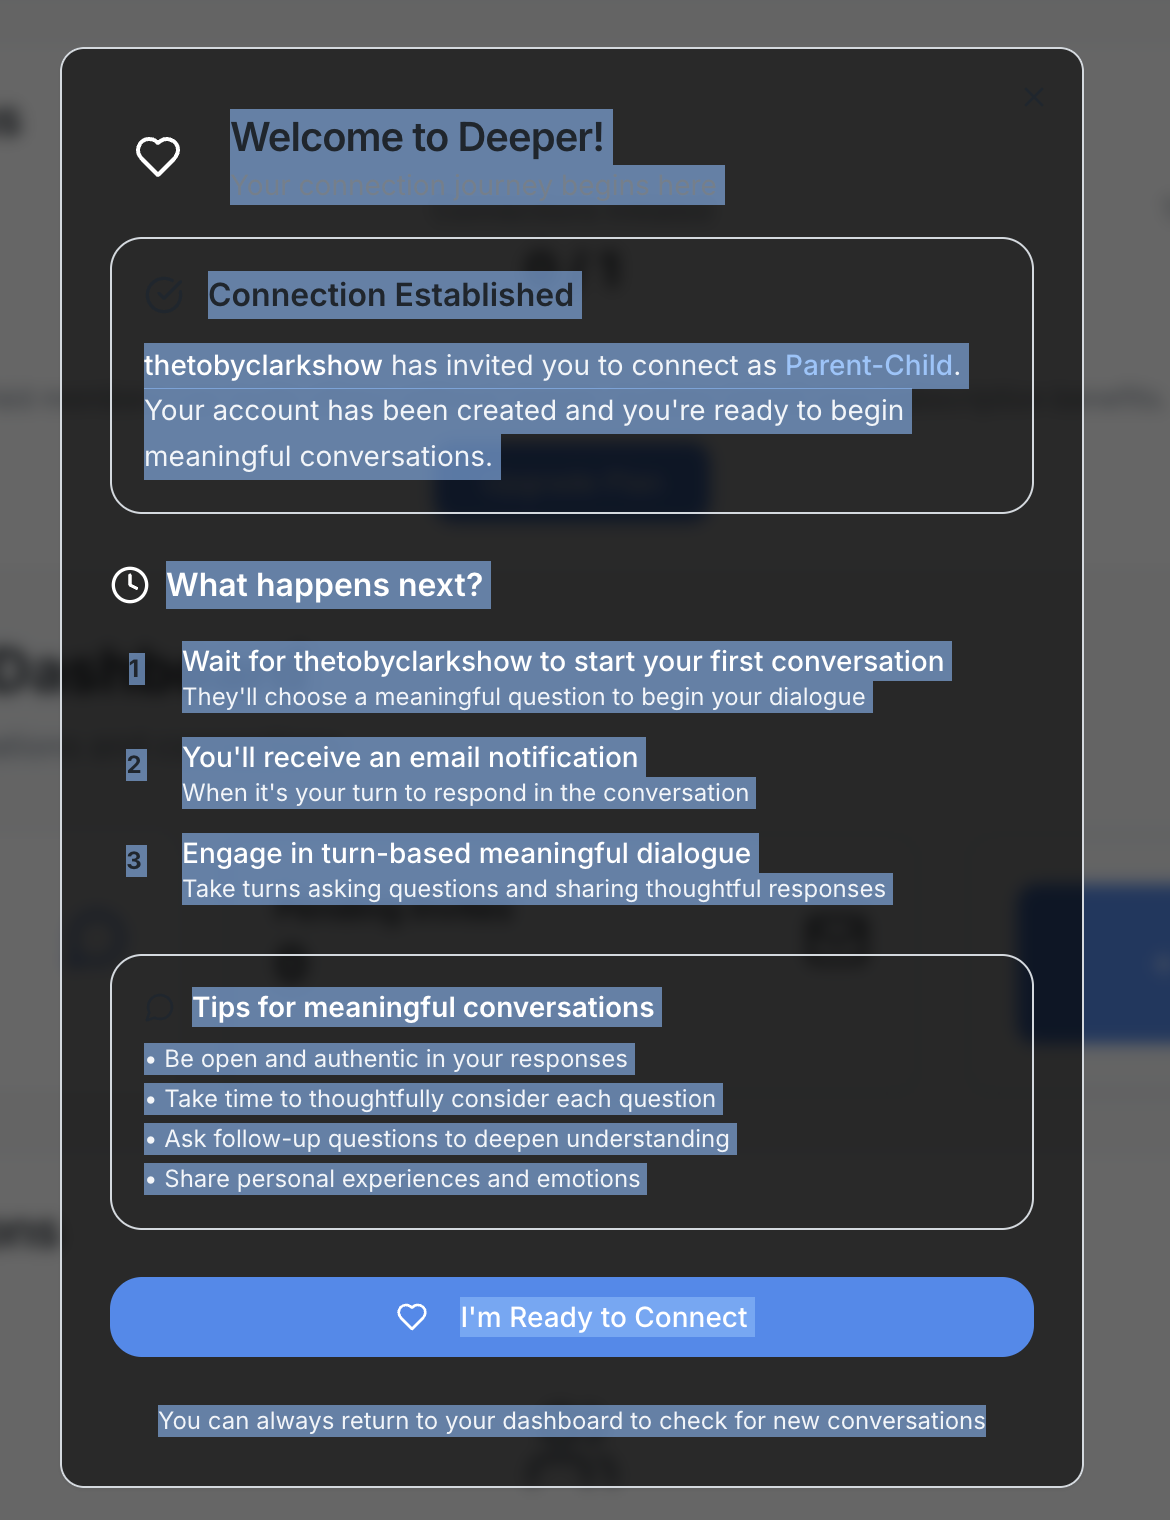 Welcome to Deeper!
Your connection journey begins here
Connection Established
thetobyclarkshow has invited you to connect as Parent-Child.
Your account has been created and you're ready to begin
meaningful conversations.
What happens next?
1 Wait for thetobyclarkshow to start your first conversation
They'll choose a meaningful question to begin your dialogue
2 You'll receive an email notification
When it's your turn to respond in the conversation
3 Engage in turn-based meaningful dialogue
Take turns asking questions and sharing thoughtful responses
Tips for meaningful conversations
• Be open and authentic in your responses
• Take time to thoughtfully consider each question
• Ask follow-up questions to deepen understanding
• Share personal experiences and emotions
I'm Ready to Connect
You can always return to your dashboard to check for new conversations